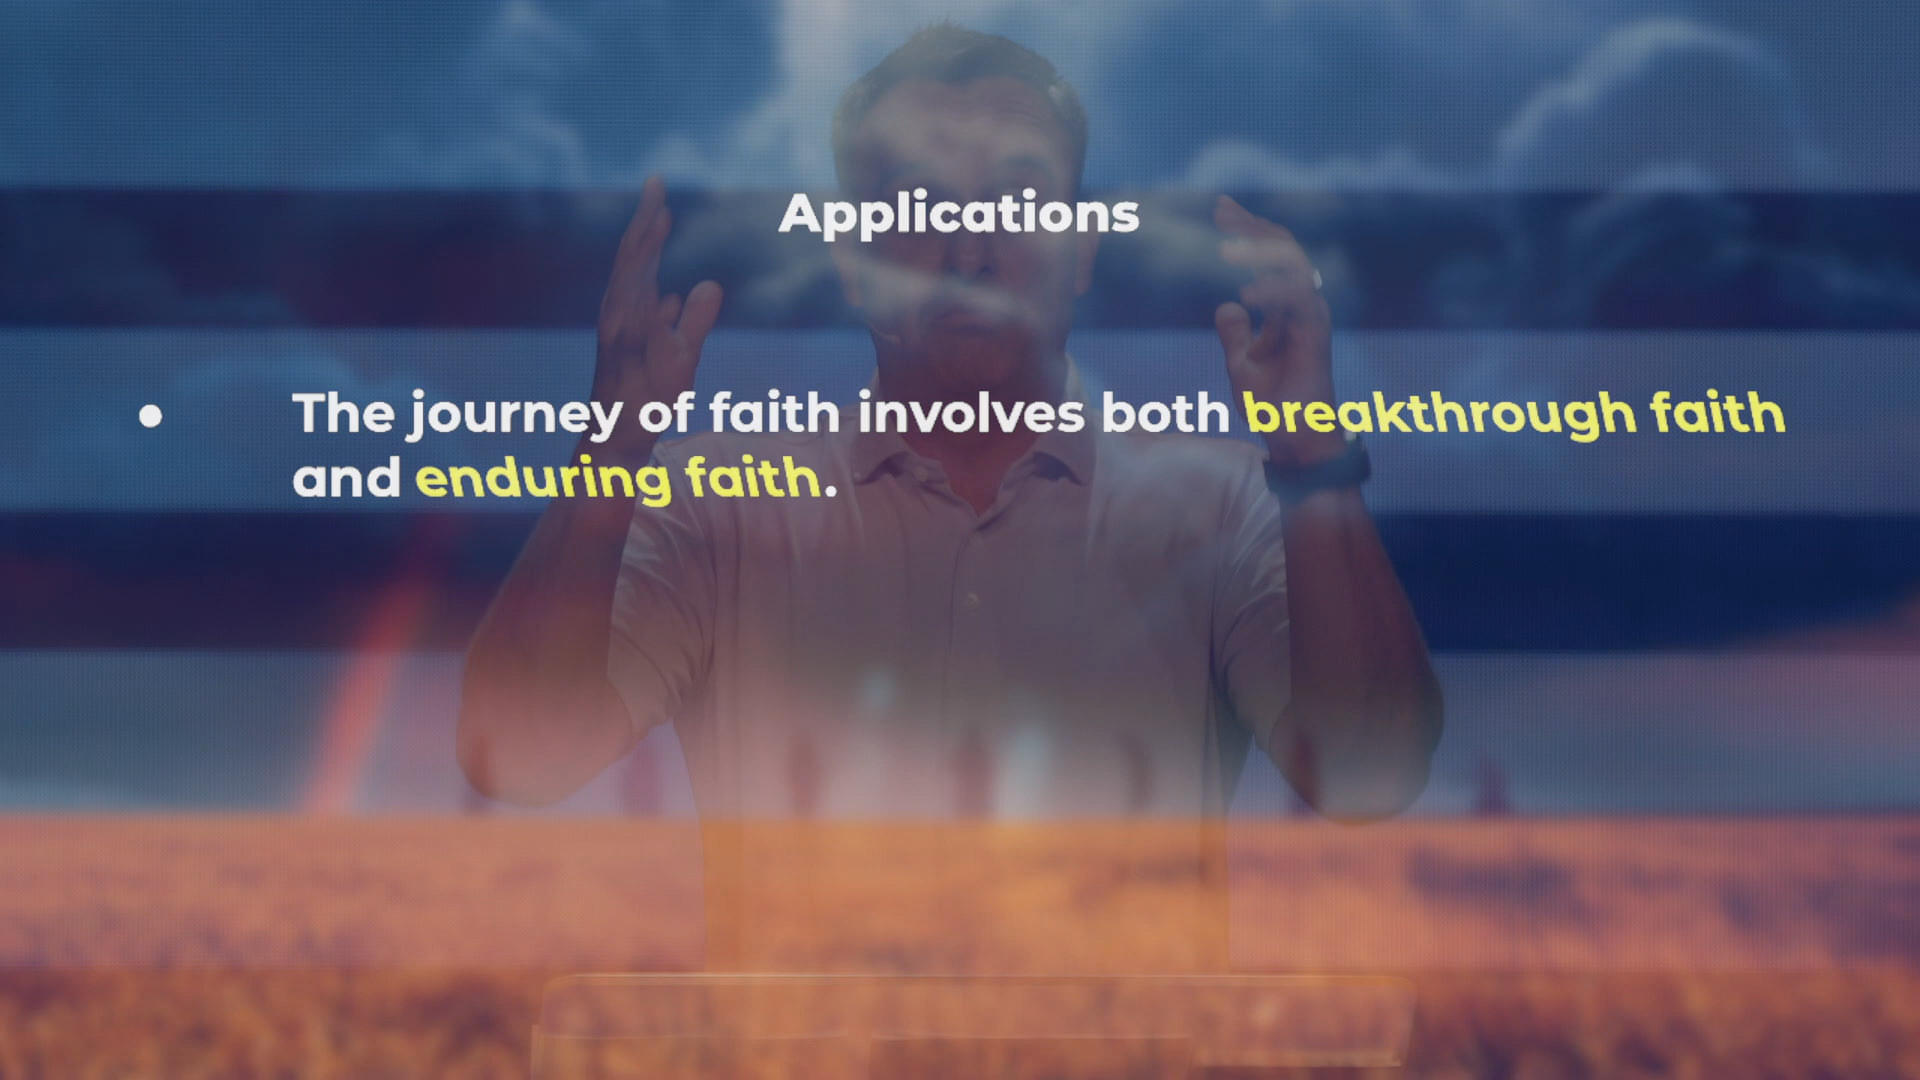 Applications
• The journey of faith involves both breakthrough faith
and enduring faith.